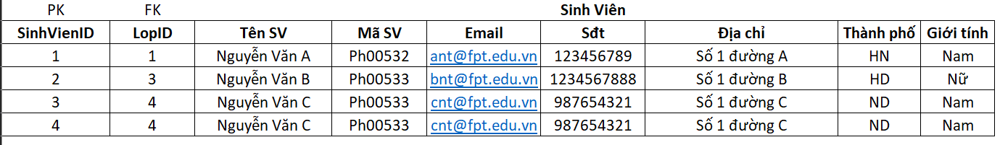 PK FK Sinh Viên
SinhVienID LopID Tên SV Mã SV Email Sđt Địa chỉ Thành phố Giới tính
1 1 Nguyễn Văn A Ph00532 ant@fpt.edu.vn 123456789 Số 1 đường A HN Nam
2 3 Nguyễn Văn B Ph00533 bnt@fpt.edu.vn 1234567888 Số 1 đường B HD Nữ
3 4 Nguyễn Văn C Ph00533 cnt@fpt.edu.vn 987654321 Số 1 đường C ND Nam
4 4 Nguyễn Văn C Ph00533 cnt@fpt.edu.vn 987654321 Số 1 đường C ND Nam